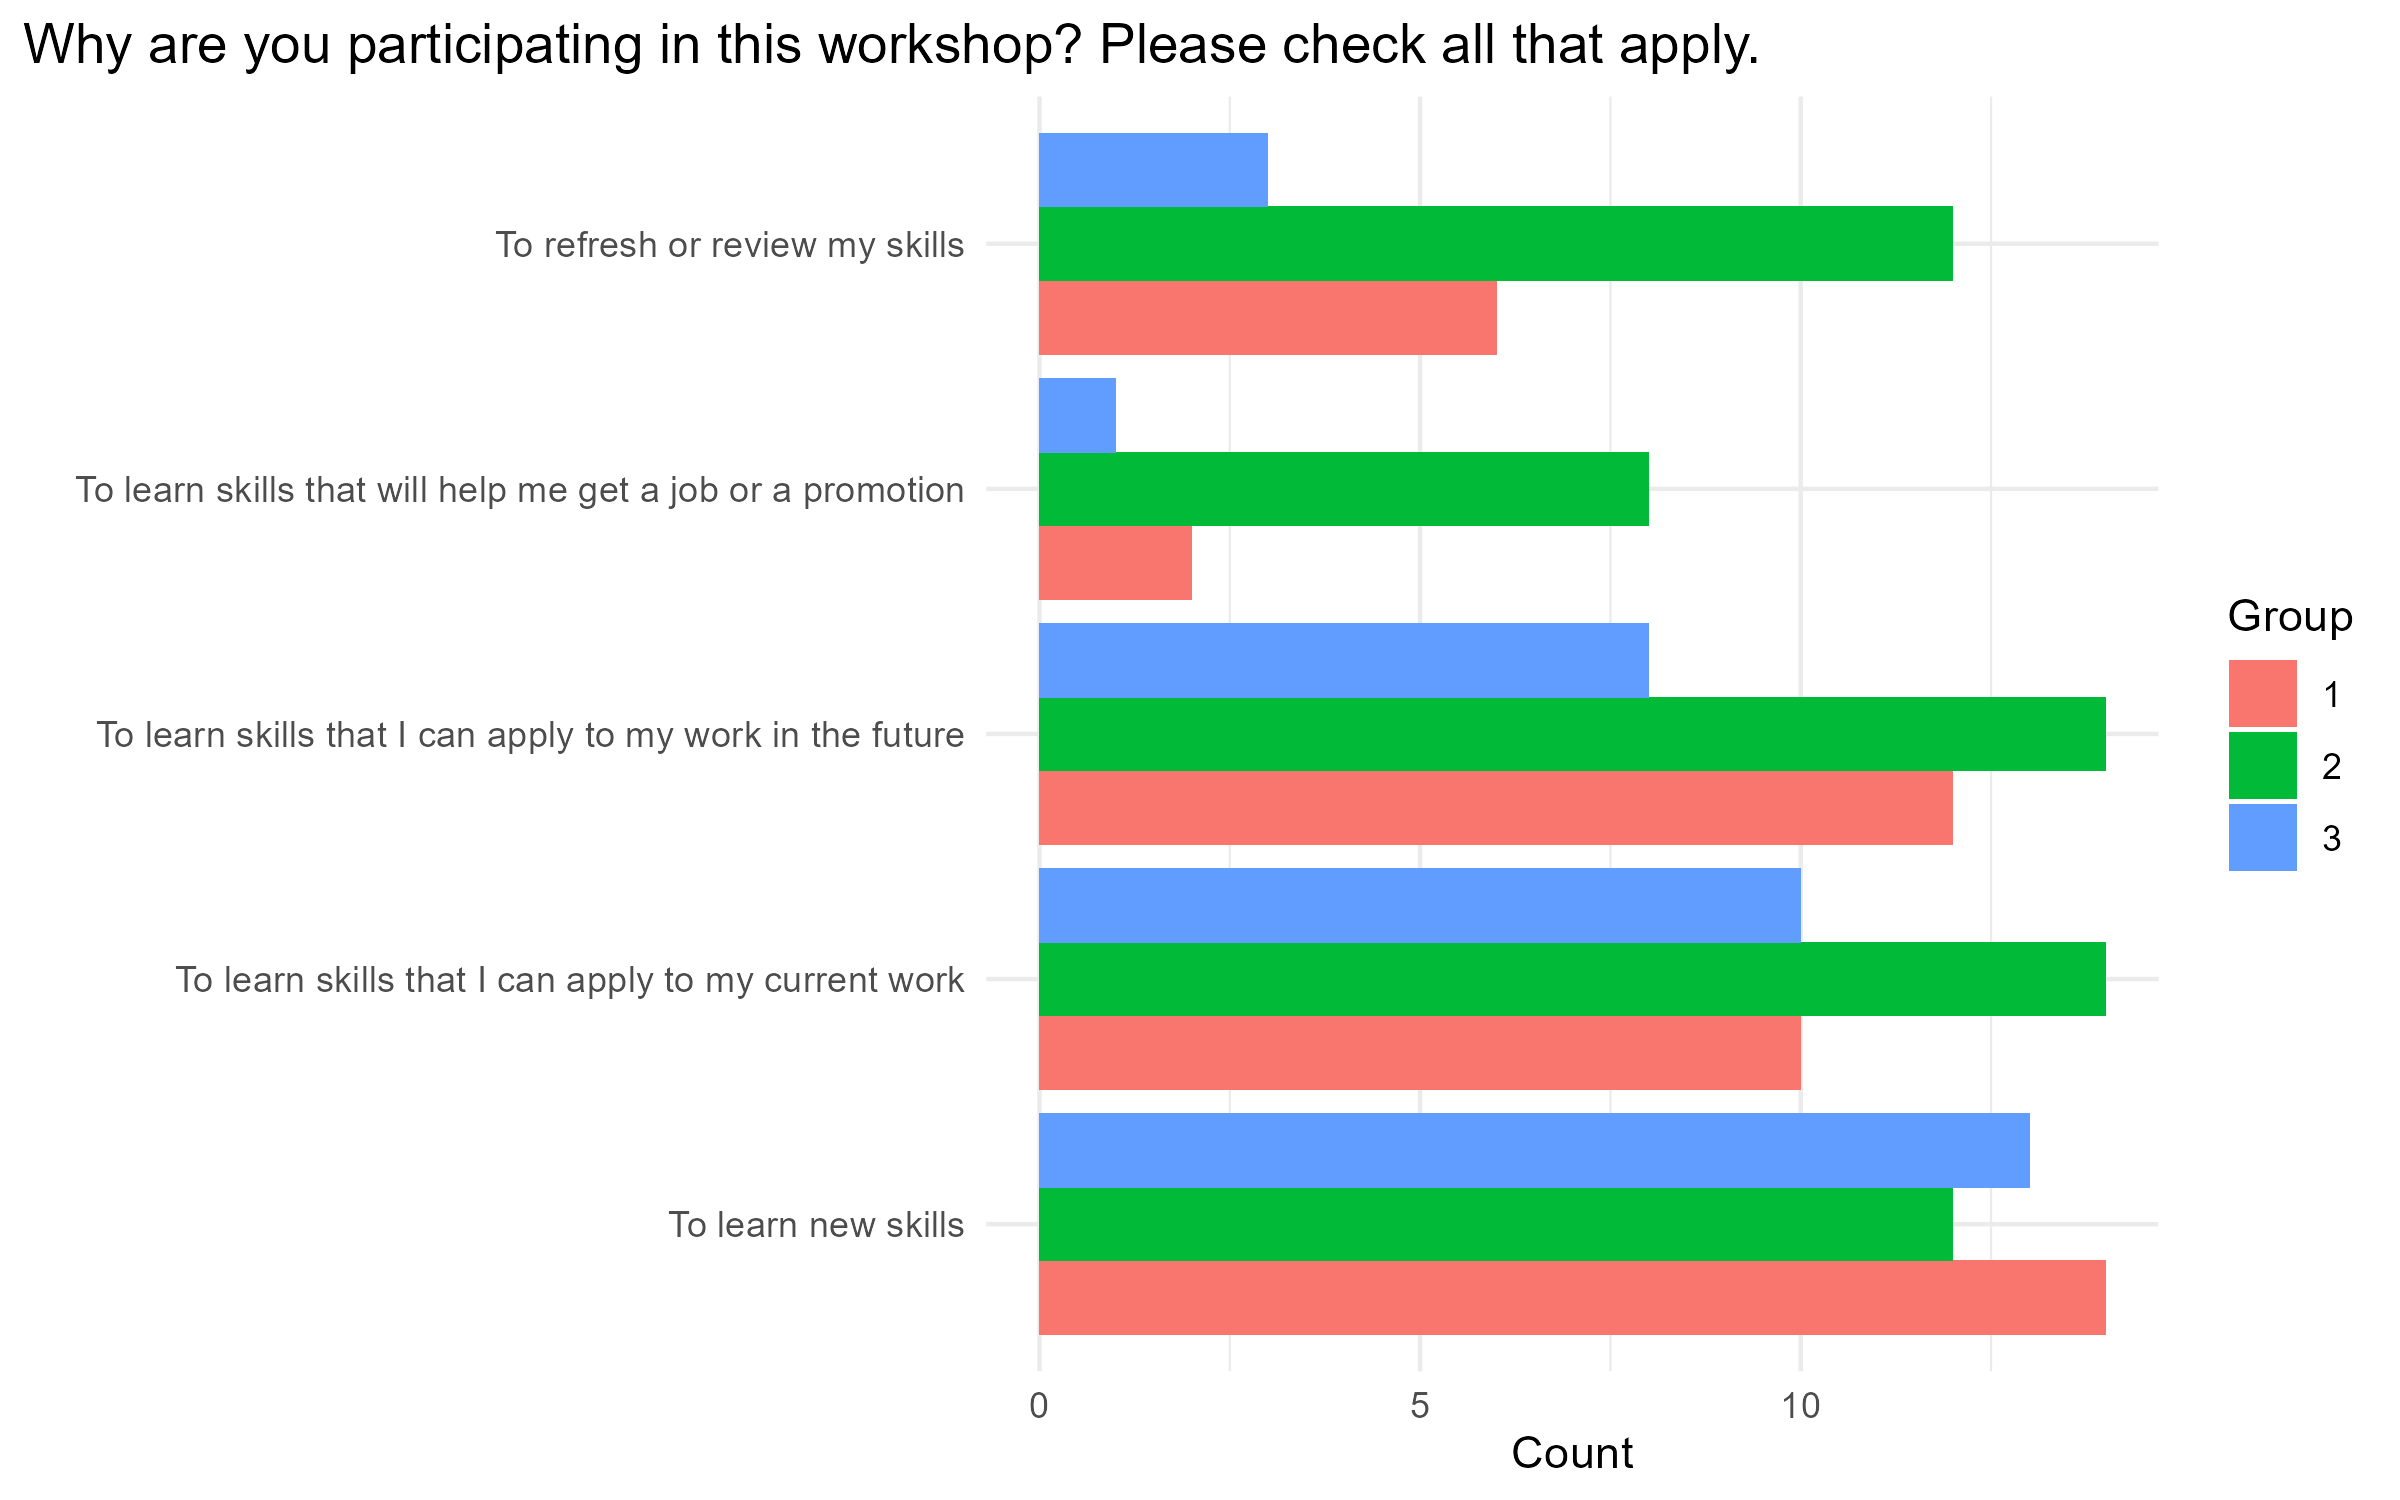 Why are you participating in this workshop? Please check all that apply.
To refresh or review my skills
To learn skills that will help me get a job or a promotion
To learn skills that I can apply to my work in the future
To learn skills that I can apply to my current work
To learn new skills
0 5 10
Count
Group
1
2
3